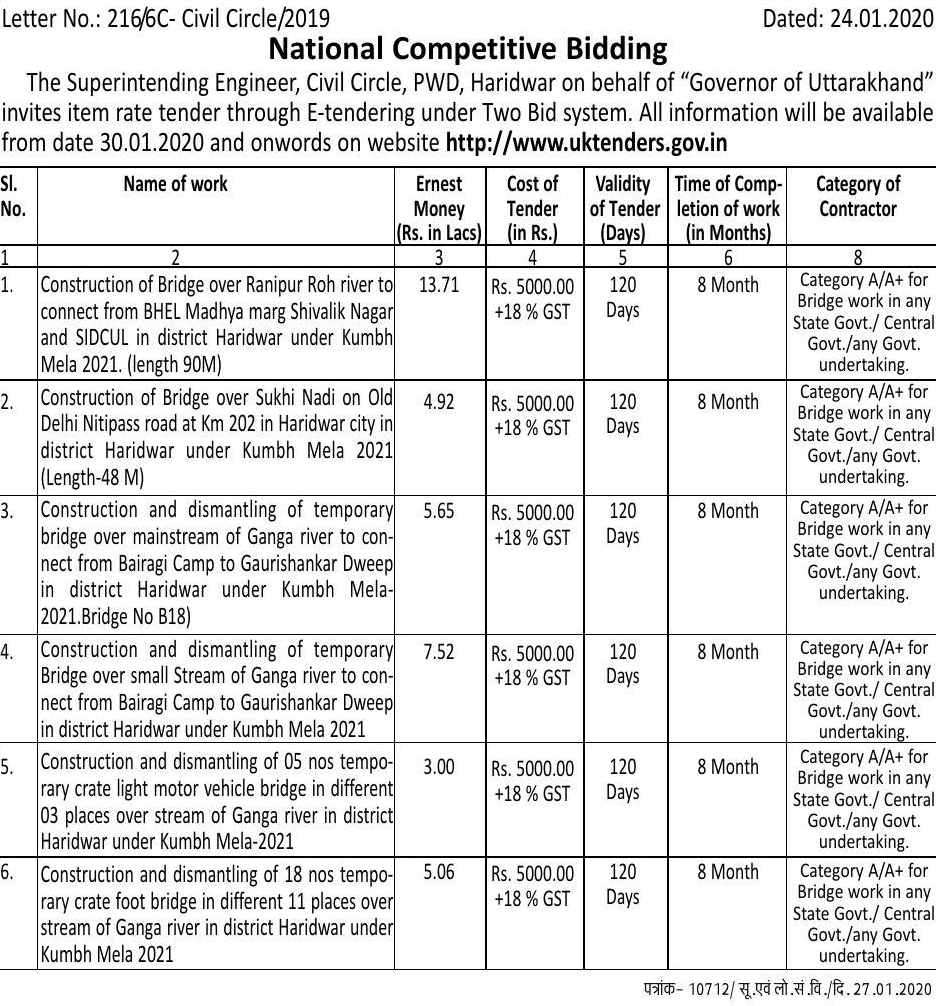 Letter No.: 216/6C- Civil Circle/2019 Dated: 24.01.2020
National Competitive Bidding
The Superintending Engineer, Civil Circle, PWD, Haridwar on behalf of “Governor of Uttarakhand”
invites item rate tender through E-tendering under Two Bid system. All information will be available
from date 30.01.2020 and onwords on website http://www.uktenders.gov.in
Sl. No.
Name of work
Ernest Money (Rs. in Lacs)
Cost of Tender (in Rs.)
Validity of Tender (Days)
Time of Comp-letion of work (in Months)
Category of Contractor
1 2 3 4 5 6 8
1.
Construction of Bridge over Ranipur Roh river to
connect from BHEL Madhya marg Shivalik Nagar
and SIDCUL in district Haridwar under Kumbh
Mela 2021. (length 90M)
13.71
Rs. 5000.00
+18 % GST
120
Days
8 Month
Category A/A+ for
Bridge work in any
State Govt./ Central
Govt./any Govt.
undertaking.
2.
Construction of Bridge over Sukhi Nadi on Old
Delhi Nitipass road at Km 202 in Haridwar city in
district Haridwar under Kumbh Mela 2021
(Length-48 M)
4.92
Rs. 5000.00
+18 % GST
120
Days
8 Month
Category A/A+ for
Bridge work in any
State Govt./ Central
Govt./any Govt.
undertaking.
3.
Construction and dismantling of temporary
bridge over mainstream of Ganga river to con-
nect from Bairagi Camp to Gaurishankar Dweep
in district Haridwar under Kumbh Mela-
2021.Bridge No B18)
5.65
Rs. 5000.00
+18 % GST
120
Days
8 Month
Category A/A+ for
Bridge work in any
State Govt./ Central
Govt./any Govt.
undertaking.
4.
Construction and dismantling of temporary
Bridge over small Stream of Ganga river to con-
nect from Bairagi Camp to Gaurishankar Dweep
in district Haridwar under Kumbh Mela 2021
7.52
Rs. 5000.00
+18 % GST
120
Days
8 Month
Category A/A+ for
Bridge work in any
State Govt./ Central
Govt./any Govt.
undertaking.
5.
Construction and dismantling of 05 nos tempo-
rary crate light motor vehicle bridge in different
03 places over stream of Ganga river in district
Haridwar under Kumbh Mela-2021
3.00
Rs. 5000.00
+18 % GST
120
Days
8 Month
Category A/A+ for
Bridge work in any
State Govt./ Central
Govt./any Govt.
undertaking.
6.
Construction and dismantling of 18 nos tempo-
rary crate foot bridge in different 11 places over
stream of Ganga river in district Haridwar under
Kumbh Mela 2021
5.06
Rs. 5000.00
+18 % GST
120
Days
8 Month
Category A/A+ for
Bridge work in any
State Govt./ Central
Govt./any Govt.
undertaking.
पत्रांक– 10712/ सू.एवं लो.सं.वि./दि. 27.01.2020